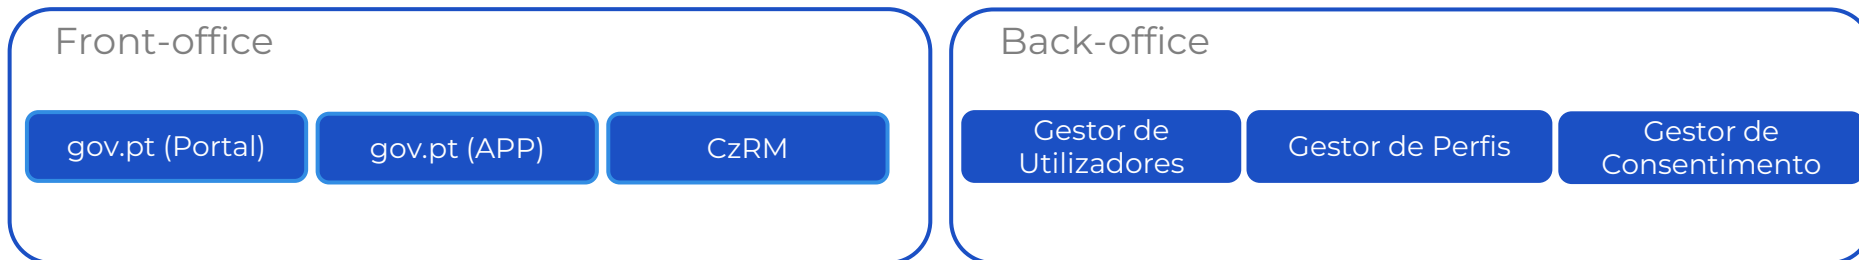 Front-office
gov.pt (Portal)
gov.pt (APP)
CzRM
Back-office
Gestor de
Utilizadores
Gestor de Perfis
Gestor de
Consentimento